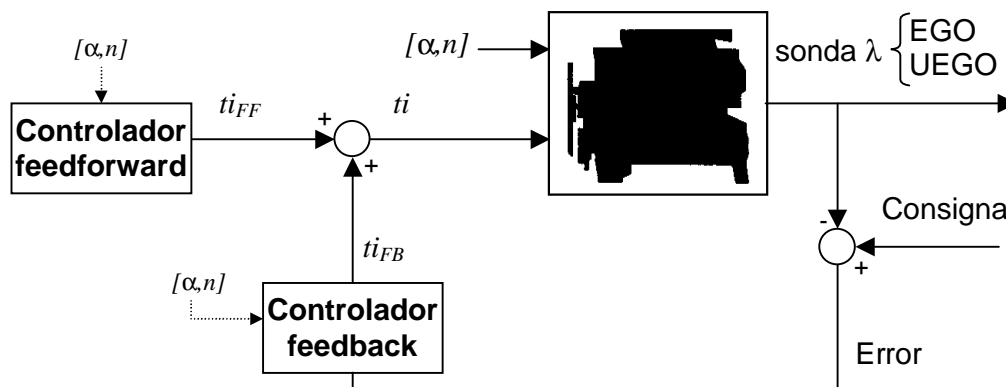 [α,n]
Controlador
feedforward
ti_FF
+
+
ti
[α,n]
sonda λ
EGO
UEGO
-
+
Consigna
ti_FB
[α,n]
Controlador
feedback
Error